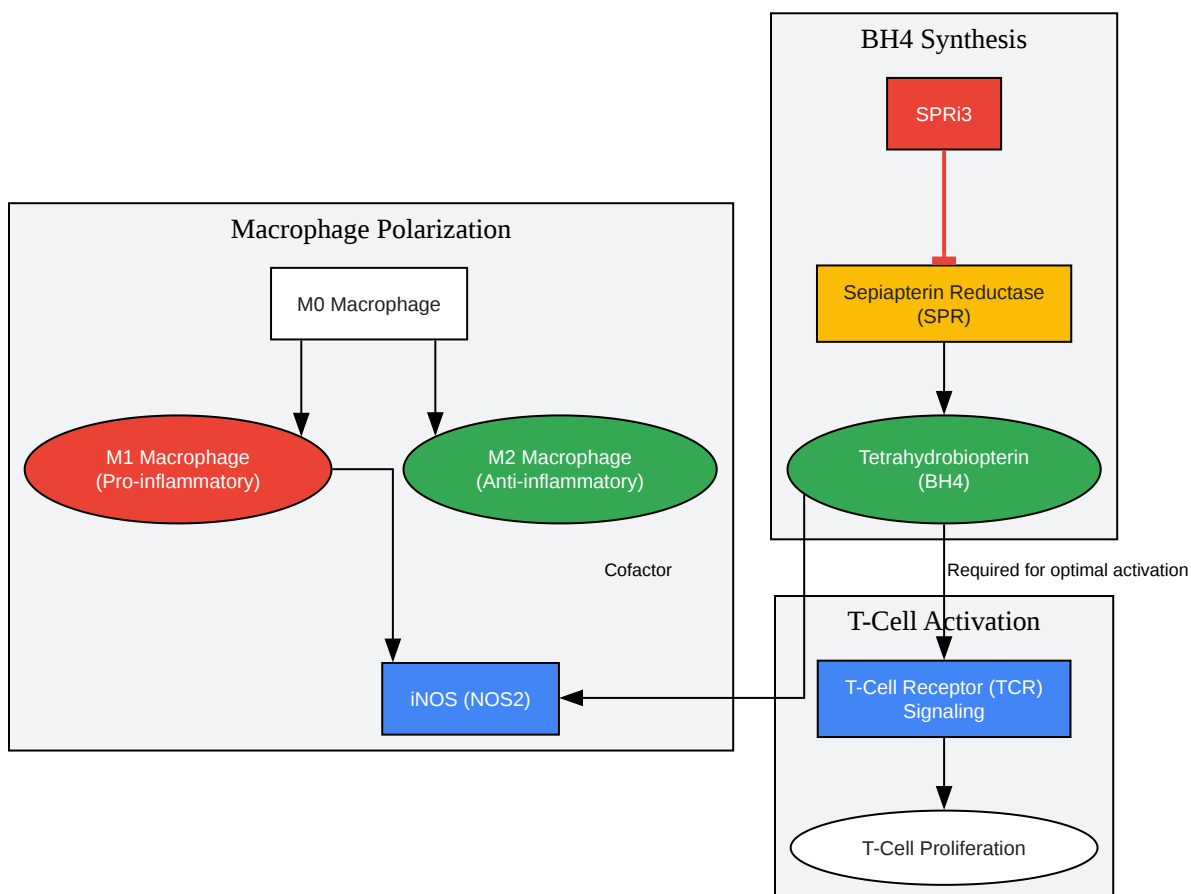 BH4 Synthesis
SPRi3
Macrophage Polarization
Sepiapterin Reductase
(SPR)
M0 Macrophage
M1 Macrophage
(Pro-inflammatory)
M2 Macrophage
(Anti-inflammatory)
Tetrahydrobiopterin
(BH4)
Cofactor
Required for optimal activation
T-Cell Activation
iNOS (NOS2)
T-Cell Receptor (TCR)
Signaling
T-Cell Proliferation